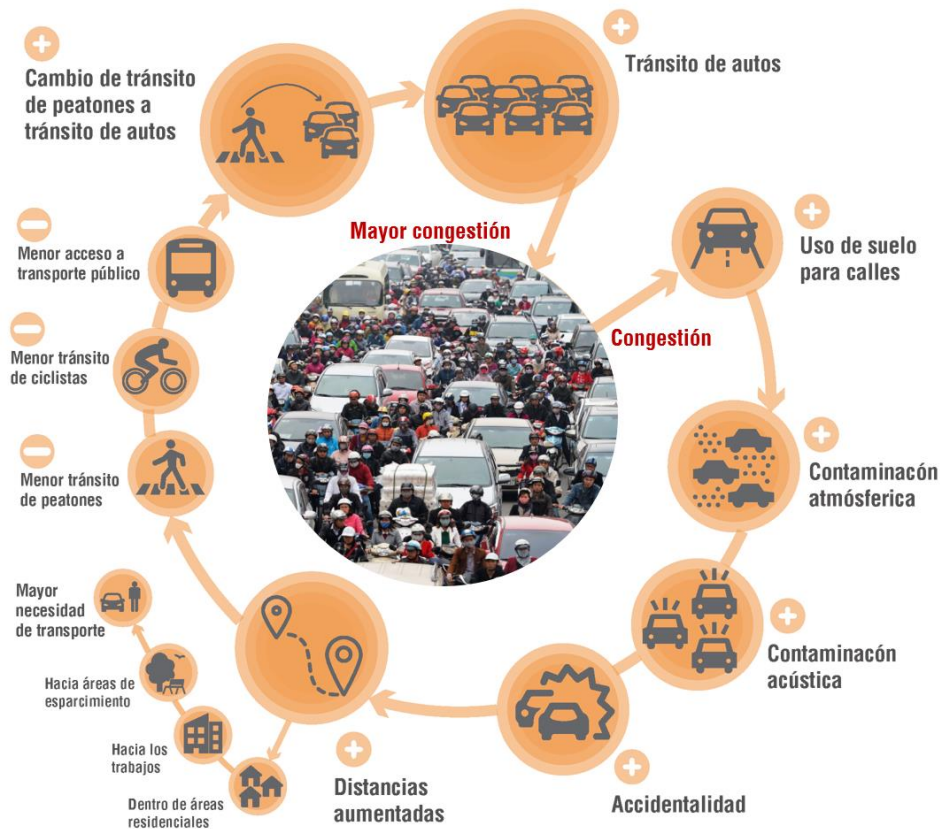 Cambio de tránsito
de peatones a
tránsito de autos
Tránsito de autos
Mayor congestión
Menor acceso a
transporte público
Uso de suelo
para calles
Congestión
Menor tránsito
de ciclistas
Menor tránsito
de peatones
Contaminacón
atmósferica
Mayor
necesidad
de transporte
Contaminacón
acústica
Hacia áreas de
esparcimiento
Hacia los
trabajos
Dentro de áreas
residenciales
Distancias
aumentadas
Accidentalidad